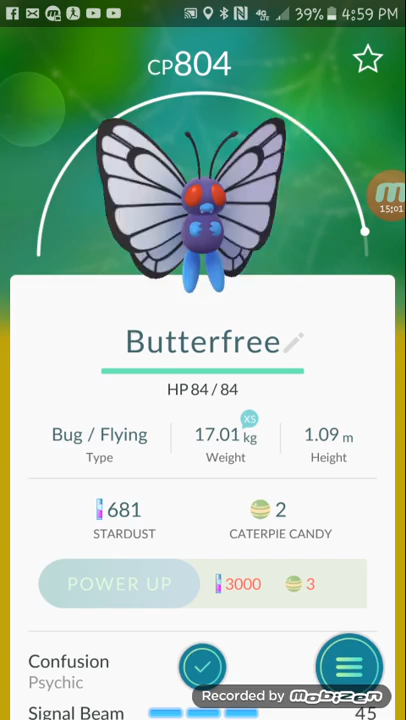 4G
39% 4:59 PM
CP804
15:01
Butterfree
HP 84 / 84
XS
Bug / Flying 17.01 kg 1.09 m
Type Weight Height
681 2
STARDUST CATERPIE CANDY
POWER UP 3000 3
Confusion
Psychic
Recorded by mobizen
Signal Beam 45